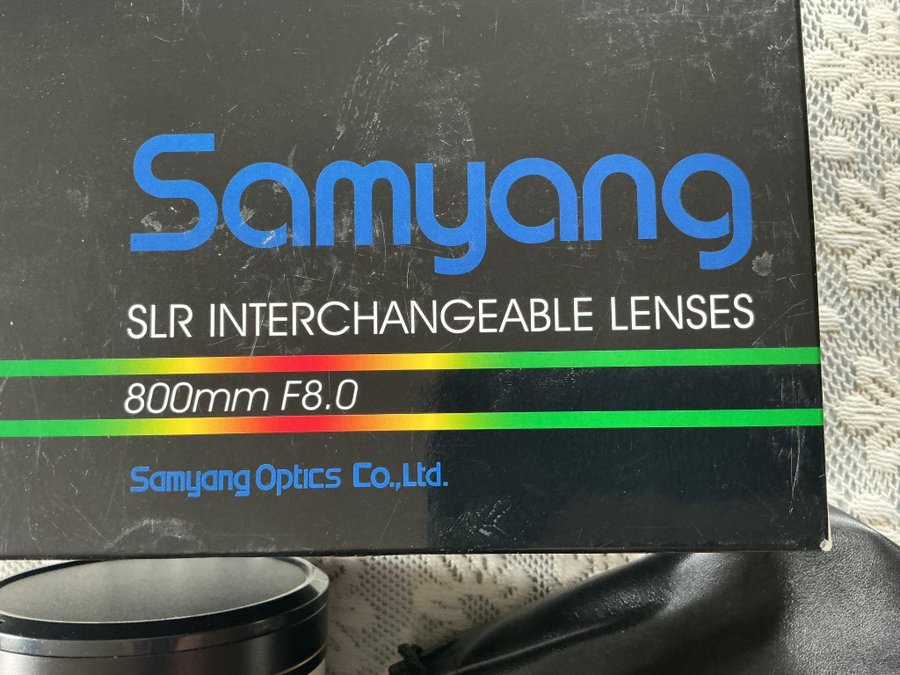 Samyang
SLR INTERCHANGEABLE LENSES
800mm F8.0
Samyang Optics Co.,Ltd.